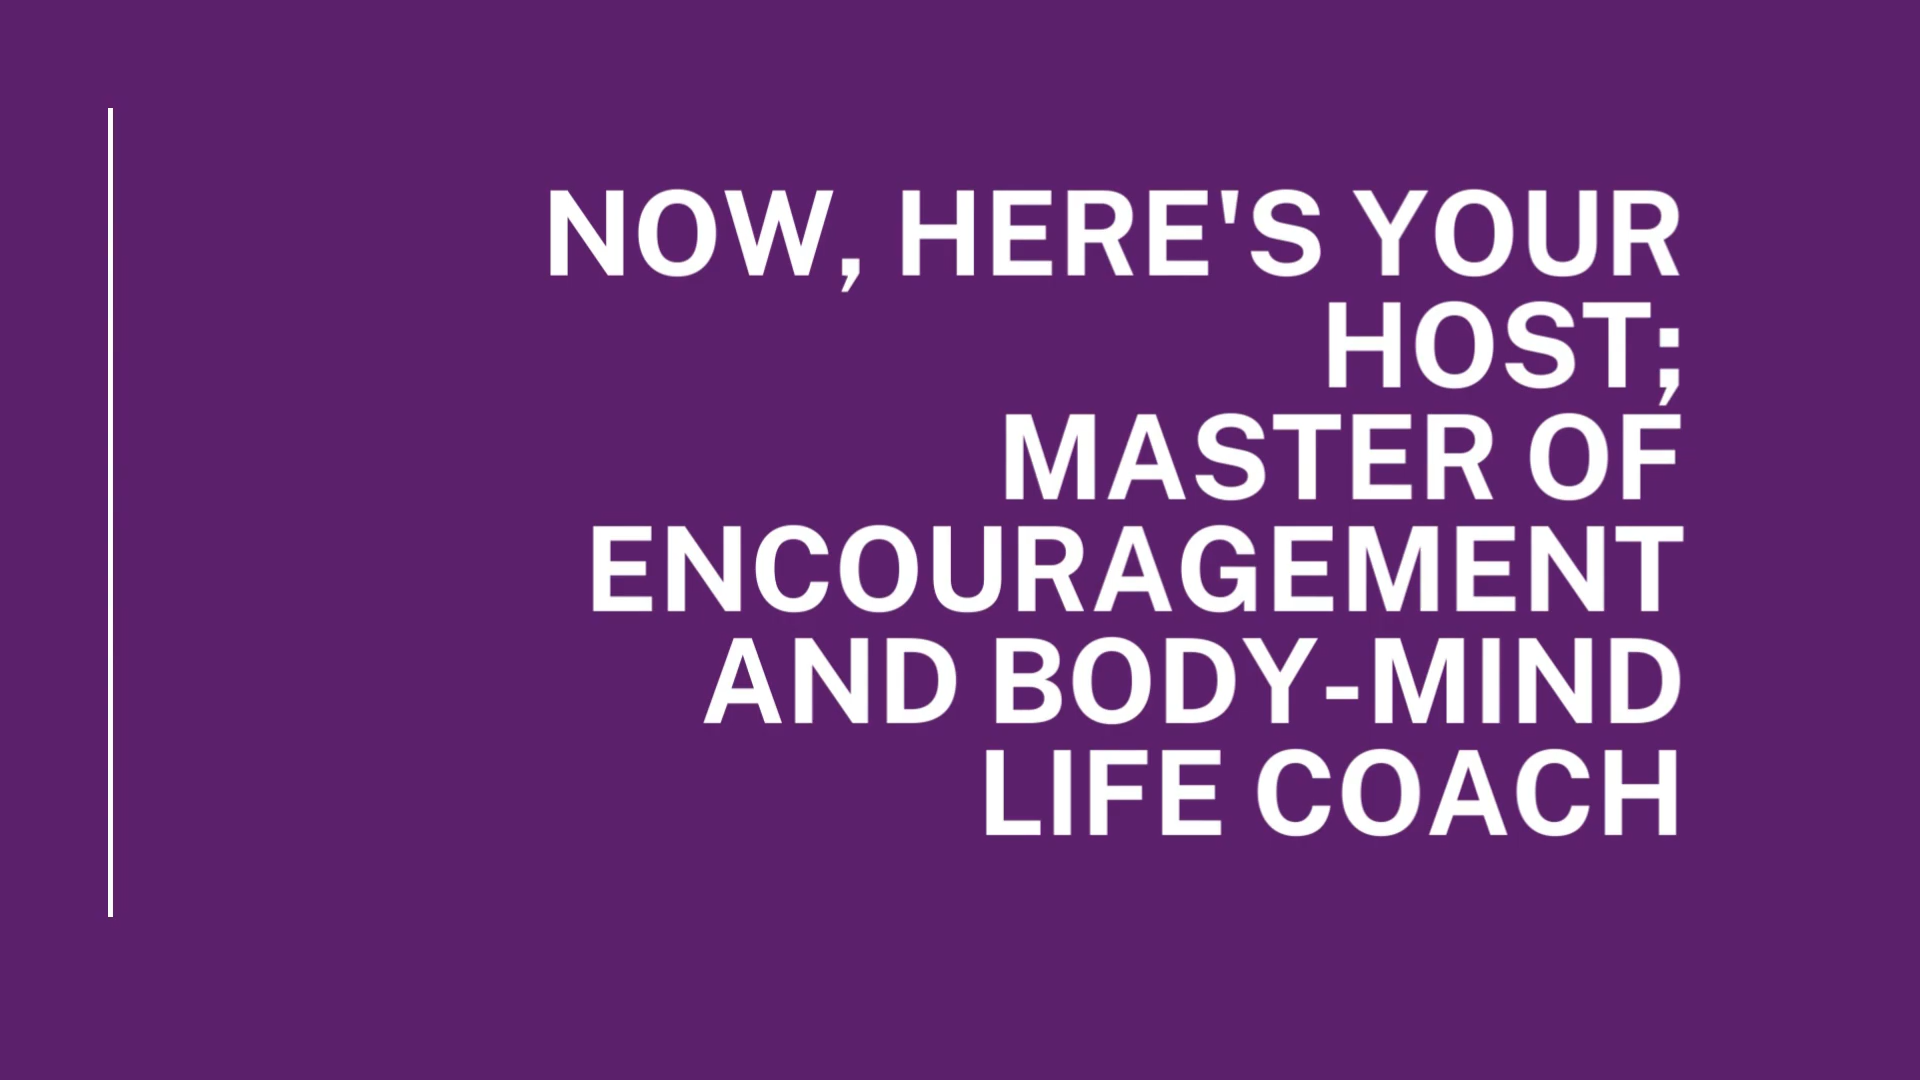 NOW, HERE'S YOUR
HOST;
MASTER OF
ENCOURAGEMENT
AND BODY-MIND
LIFE COACH